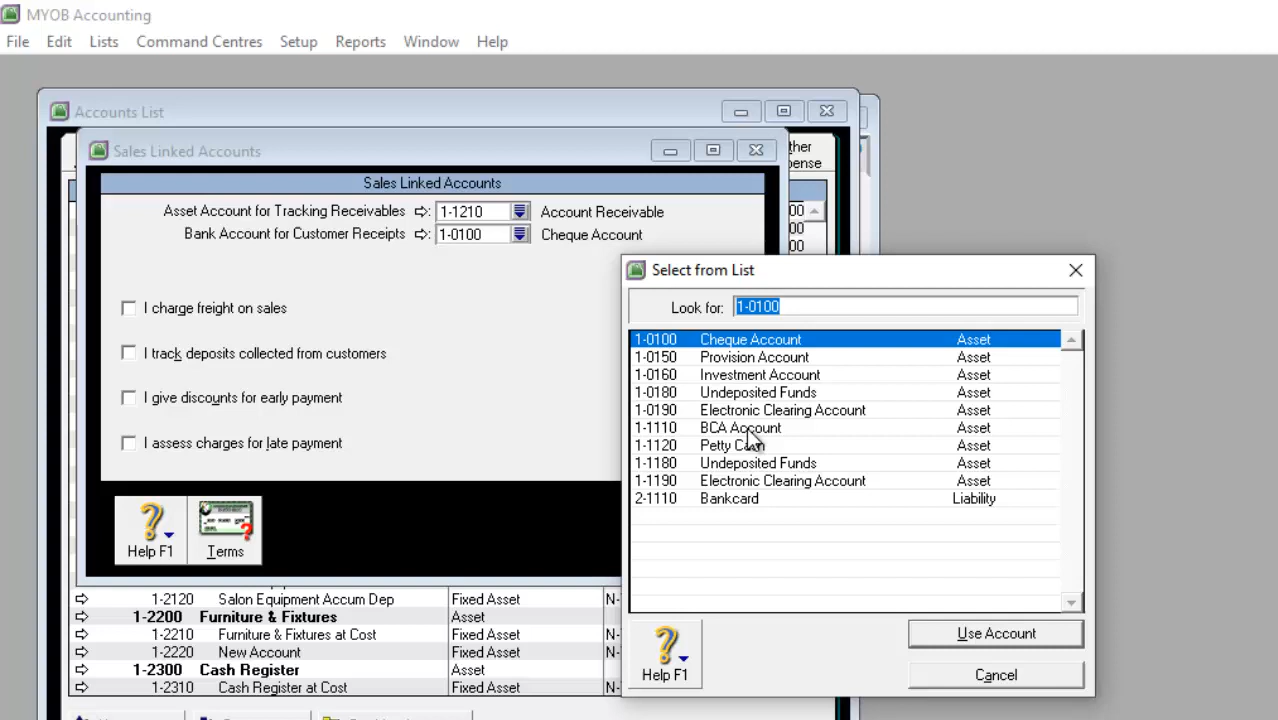 MYOB Accounting
File Edit Lists Command Centres Setup Reports Window Help
Accounts List
Sales Linked Accounts
Sales Linked Accounts
Asset Account for Tracking Receivables 1-1210 Account Receivable
Bank Account for Customer Receipts 1-0100 Cheque Account
I charge freight on sales
I track deposits collected from customers
I give discounts for early payment
I assess charges for late payment
Help F1 Terms
Select from List
Look for: 1-0100
1-0100 Cheque Account Asset
1-0150 Provision Account Asset
1-0160 Investment Account Asset
1-0180 Undeposited Funds Asset
1-0190 Electronic Clearing Account Asset
1-1110 BCA Account Asset
1-1120 Petty Cash Asset
1-1180 Undeposited Funds Asset
1-1190 Electronic Clearing Account Asset
2-1110 Bankcard Liability
Help F1
Use Account
Cancel
1-2120 Salon Equipment Accum Dep Fixed Asset
1-2200 Furniture & Fixtures Asset
1-2210 Furniture & Fixtures at Cost Fixed Asset
1-2220 New Account Fixed Asset
1-2300 Cash Register Asset
1-2310 Cash Register at Cost Fixed Asset